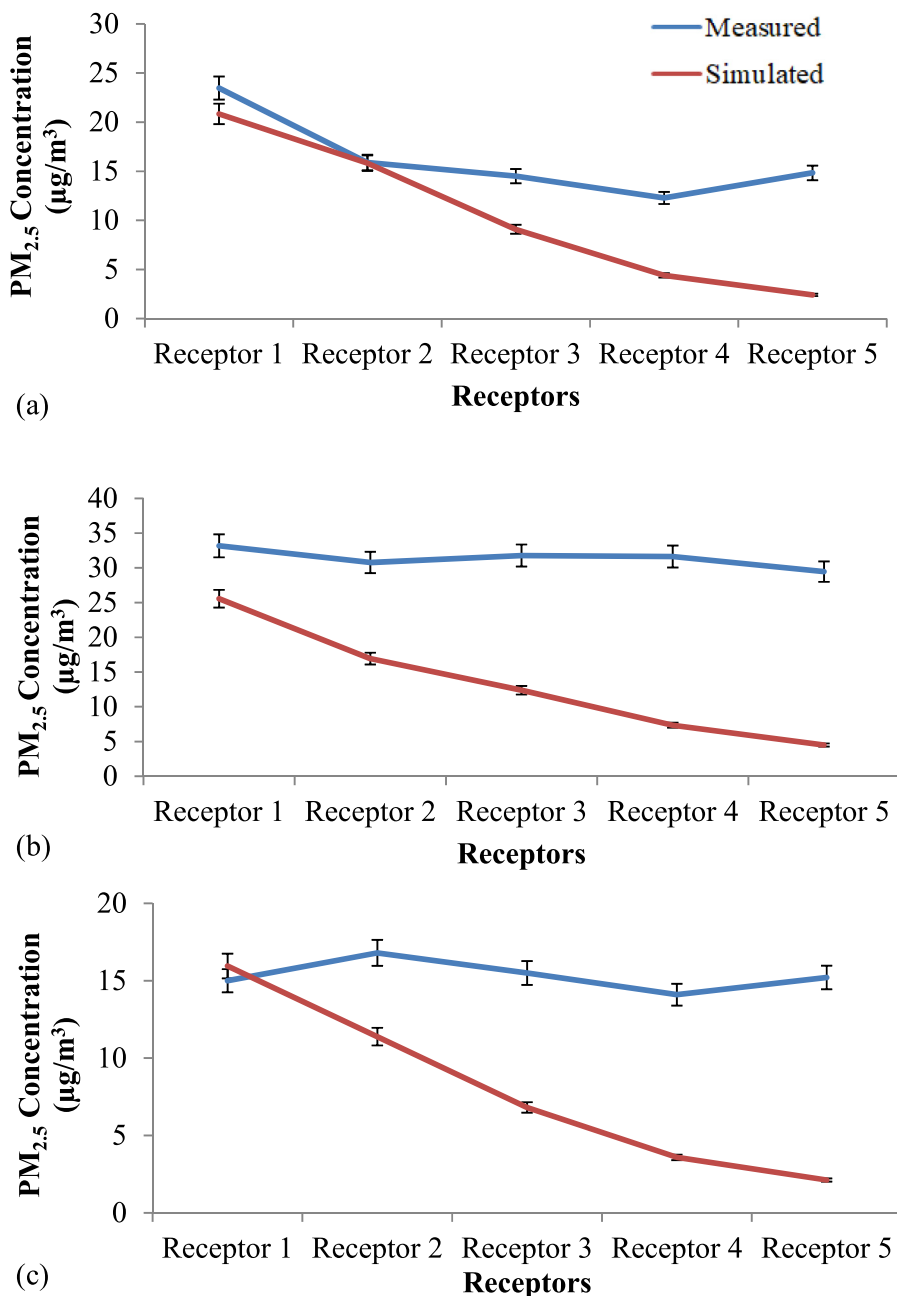 Measured
Simulated
PM2.5 Concentration
(µg/m³)
30
25
20
15
10
5
0
Receptor 1 Receptor 2 Receptor 3 Receptor 4 Receptor 5
Receptors
(a)
PM2.5 Concentration
(µg/m³)
40
35
30
25
20
15
10
5
0
Receptor 1 Receptor 2 Receptor 3 Receptor 4 Receptor 5
Receptors
(b)
PM2.5 Concentration
(µg/m³)
20
15
10
5
0
Receptor 1 Receptor 2 Receptor 3 Receptor 4 Receptor 5
Receptors
(c)